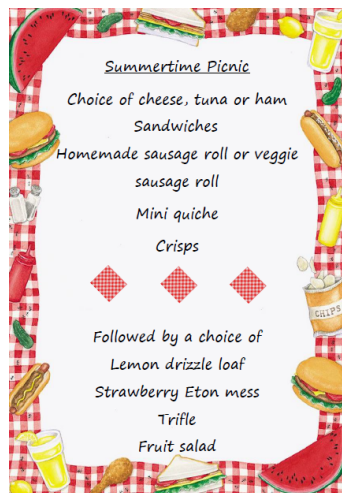 Summertime Picnic
Choice of cheese, tuna or ham
Sandwiches
Homemade sausage roll or veggie
sausage roll
Mini quiche
Crisps
CHIPS
Followed by a choice of
Lemon drizzle loaf
Strawberry Eton mess
Trifle
Fruit salad